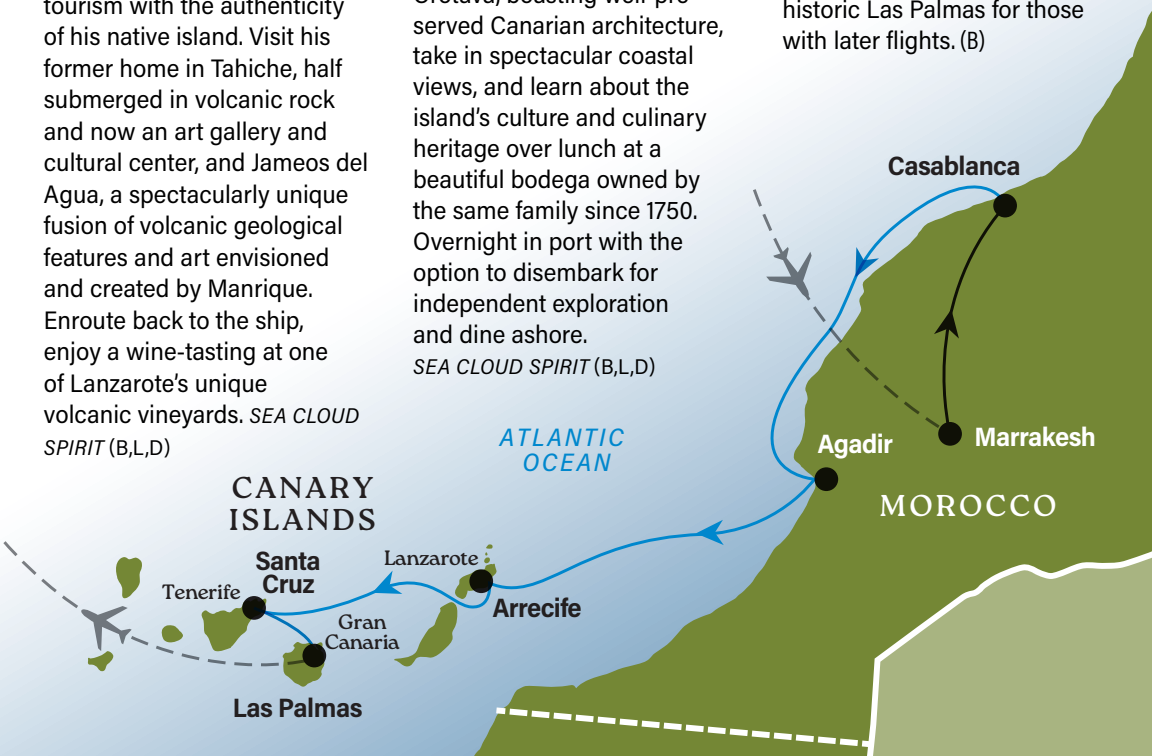 tourism with the authenticity
of his native island. Visit his
former home in Tahiche, half
submerged in volcanic rock
and now an art gallery and
cultural center, and Jameos del
Agua, a spectacularly unique
fusion of volcanic geological
features and art envisioned
and created by Manrique.
Enroute back to the ship,
enjoy a wine-tasting at one
of Lanzarote's unique
volcanic vineyards. SEA CLOUD
SPIRIT (B,L,D)
served Canarian architecture,
take in spectacular coastal
views, and learn about the
island's culture and culinary
heritage over lunch at a
beautiful bodega owned by
the same family since 1750.
Overnight in port with the
option to disembark for
independent exploration
and dine ashore.
SEA CLOUD SPIRIT (B,L,D)
historic Las Palmas for those
with later flights. (B)
Casablanca
Marrakesh
Agadir
MOROCCO
ATLANTIC
OCEAN
CANARY
ISLANDS
Santa
Cruz
Tenerife
Lanzarote
Arrecife
Gran
Canaria
Las Palmas